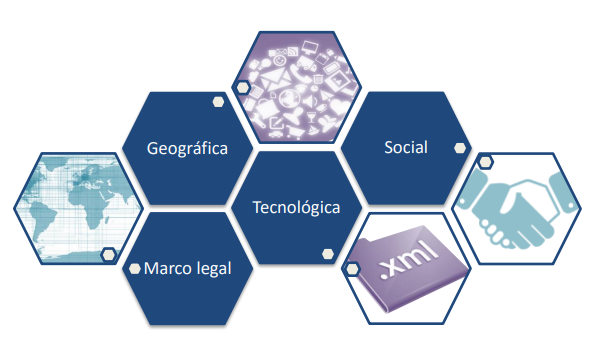 Geográfica
Social
Tecnológica
Marco legal
.xml